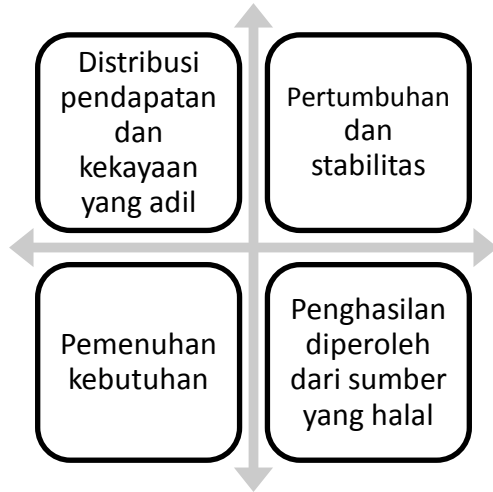 Distribusi
pendapatan
dan
kekayaan
yang adil
Pertumbuhan
dan
stabilitas
Pemenuhan
kebutuhan
Penghasilan
diperoleh
dari sumber
yang halal